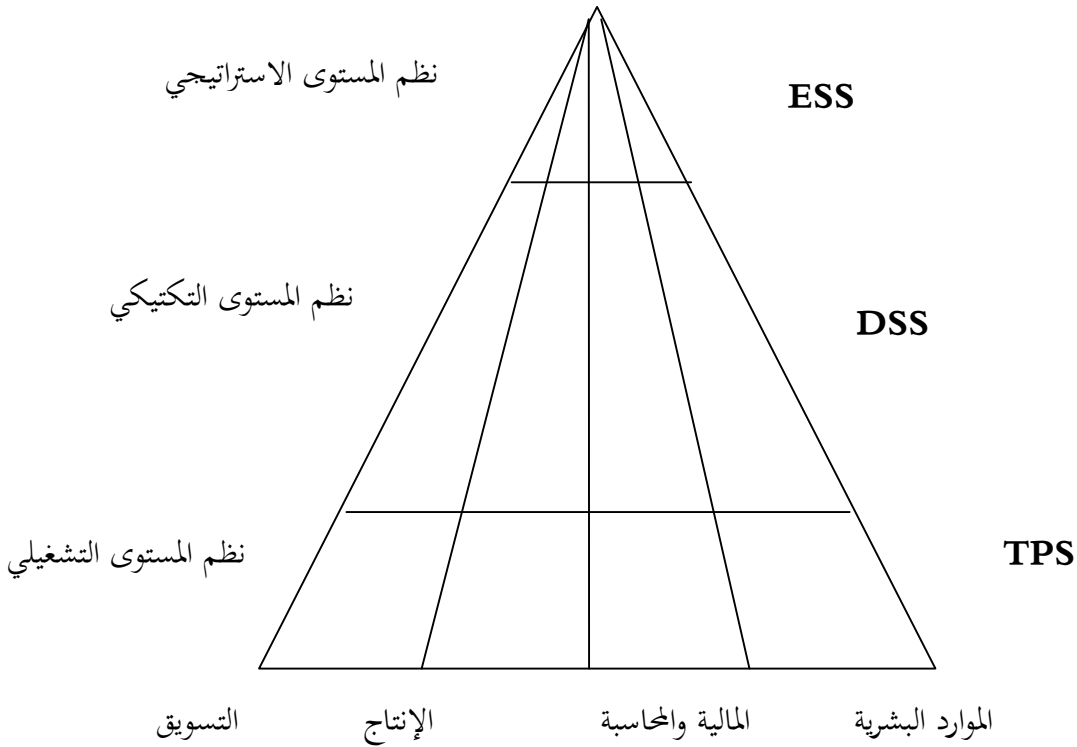 نظم المستوى الاستراتيجي
ESS
نظم المستوى التكتيكي
DSS
نظم المستوى التشغيلي
TPS
الموارد البشرية
المالية والمحاسبة
الإنتاج
التسويق